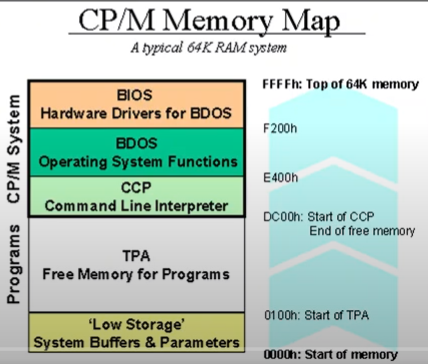 CP/M Memory Map
A typical 64K RAM system
CP/M System
Programs
BIOS
Hardware Drivers for BDOS
BDOS
Operating System Functions
CCP
Command Line Interpreter
TPA
Free Memory for Programs
‘Low Storage’
System Buffers & Parameters
FFFFh: Top of 64K memory
F200h
E400h
DC00h: Start of CCP
End of free memory
0100h: Start of TPA
0000h: Start of memory